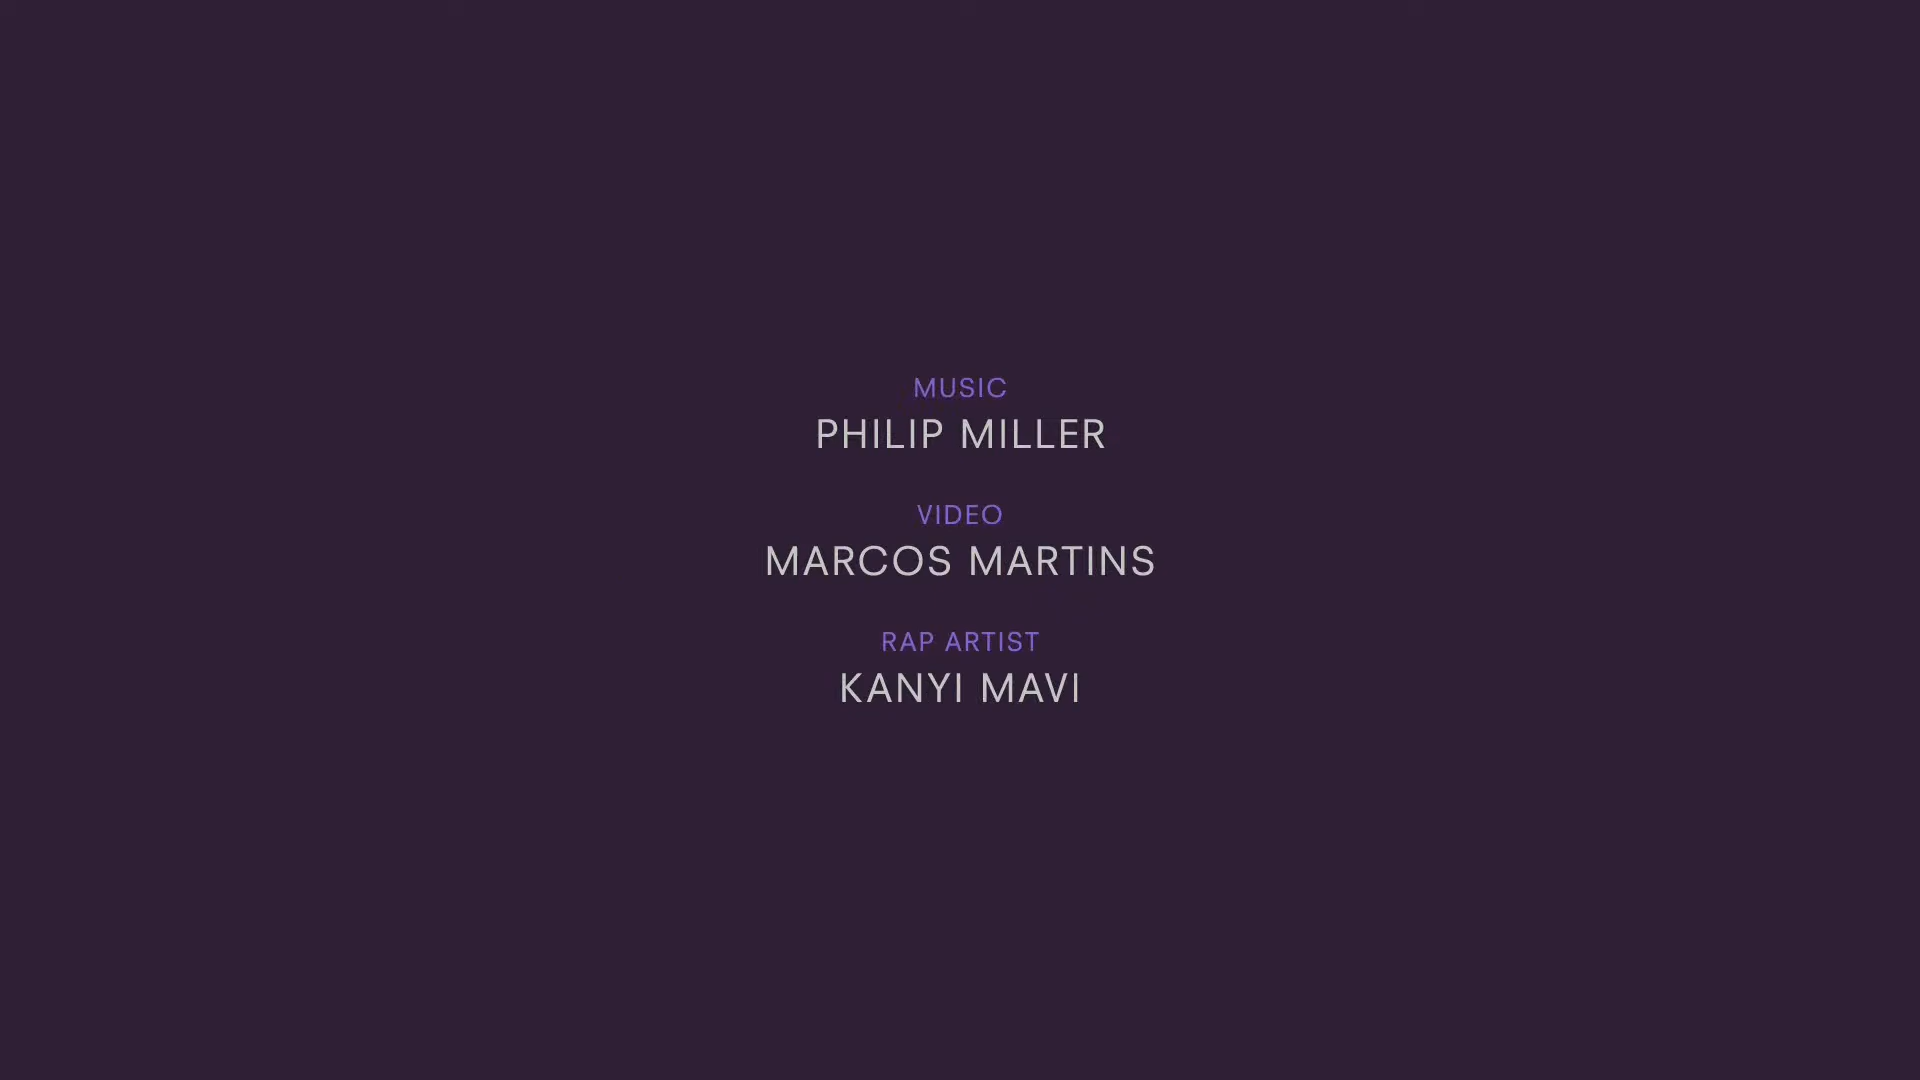 MUSIC
PHILIP MILLER
VIDEO
MARCOS MARTINS
RAP ARTIST
KANYI MAVI